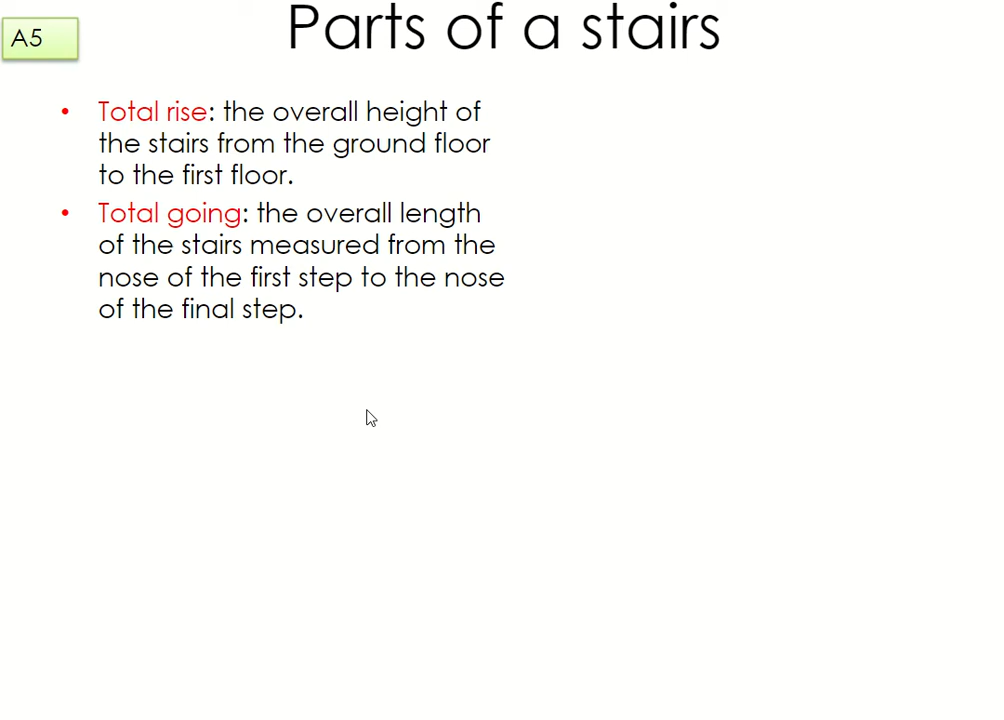 Parts of a stairs
A5
• Total rise: the overall height of
the stairs from the ground floor
to the first floor.
• Total going: the overall length
of the stairs measured from the
nose of the first step to the nose
of the final step.